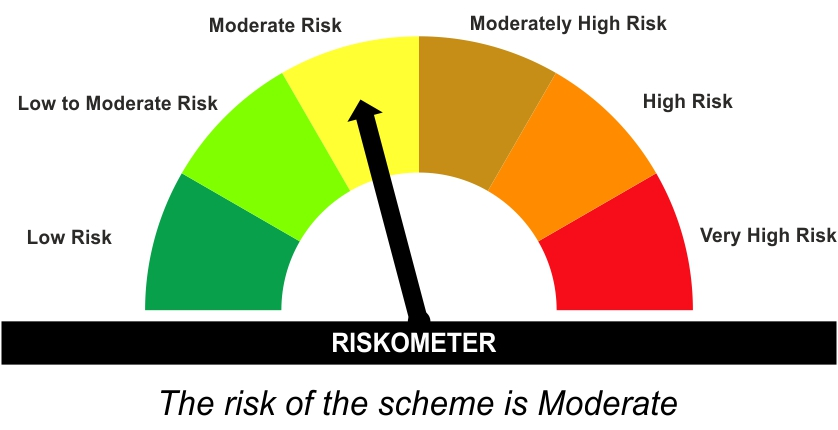 Moderate Risk
Moderately High Risk
Low to Moderate Risk
High Risk
Low Risk
Very High Risk
RISKOMETER
The risk of the scheme is Moderate